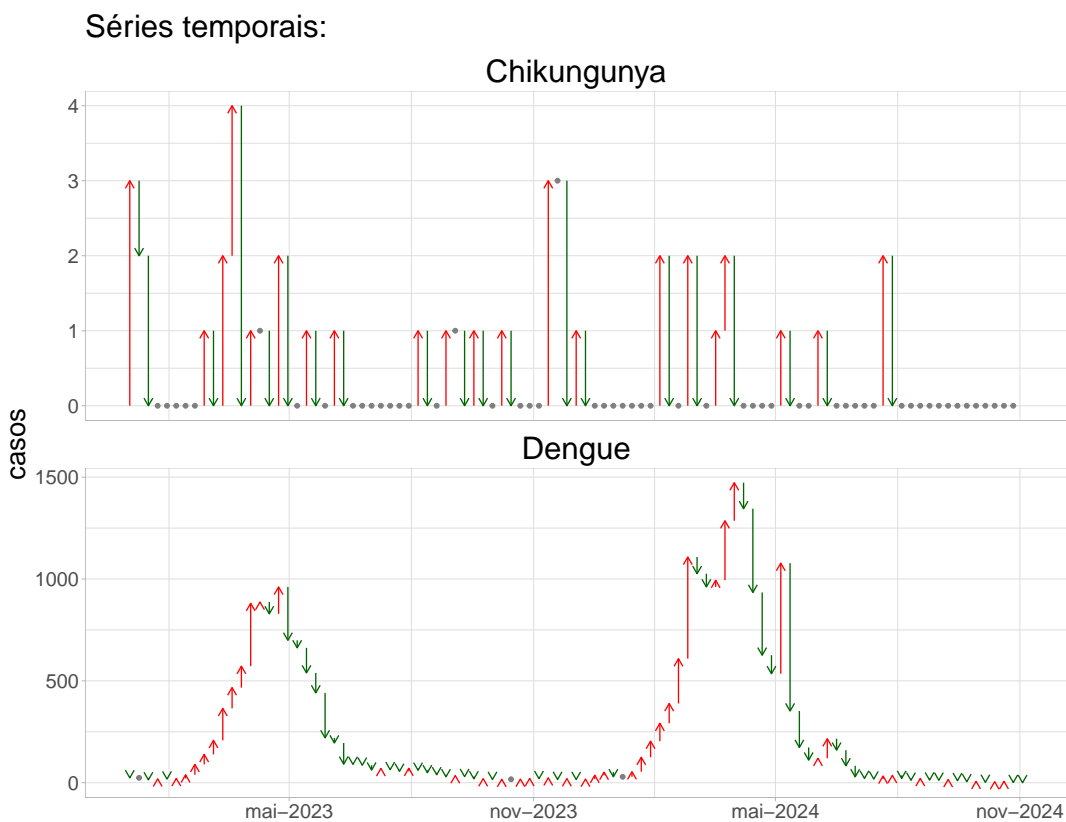 Séries temporais:
Chikungunya
4
3
2
1
0
casos
Dengue
1500
1000
500
0
mai–2023
nov–2023
mai–2024
nov–2024